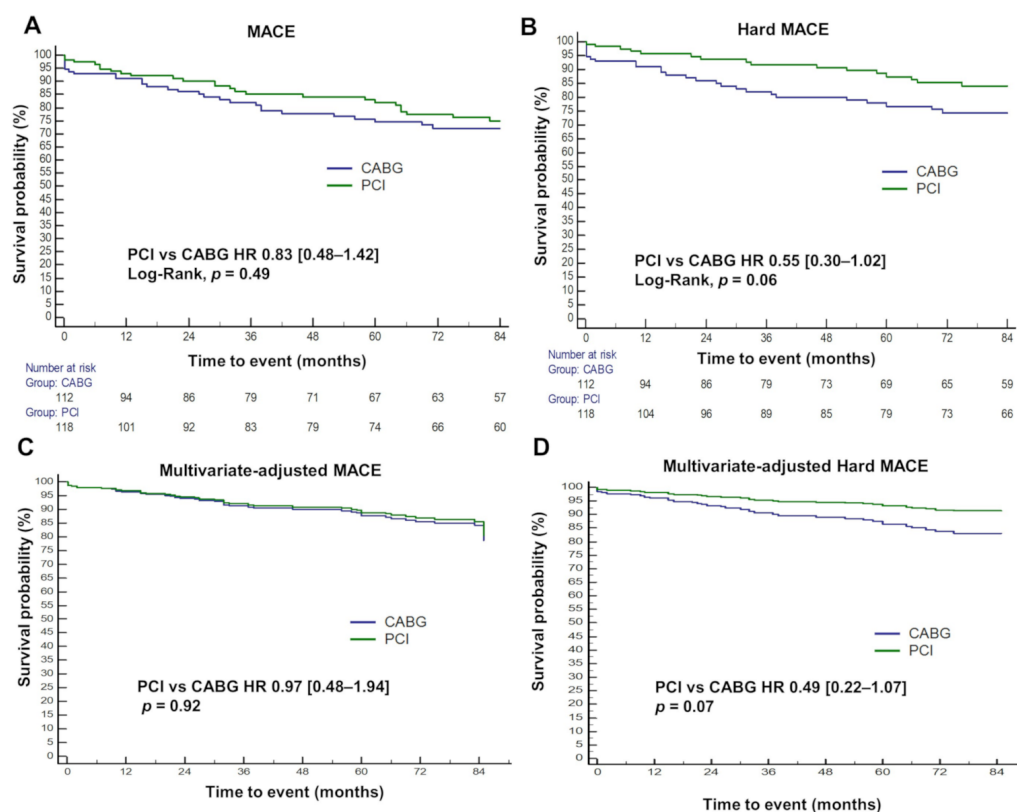 A
MACE
100
95
90
85
80
75
70
65
60
55
50
45
40
35
30
25
20
15
10
5
0
Survival probability (%)
CABG
PCI
PCI vs CABG HR 0.83 [0.48–1.42]
Log-Rank, p = 0.49
0 12 24 36 48 60 72 84
Time to event (months)
Number at risk
Group: CABG
112 94 86 79 71 67 63 57
Group: PCI
118 101 92 83 79 74 66 60
B
Hard MACE
100
95
90
85
80
75
70
65
60
55
50
45
40
35
30
25
20
15
10
5
0
Survival probability (%)
CABG
PCI
PCI vs CABG HR 0.55 [0.30–1.02]
Log-Rank, p = 0.06
0 12 24 36 48 60 72 84
Time to event (months)
Number at risk
Group: CABG
112 94 86 79 73 69 65 59
Group: PCI
118 104 96 89 85 79 73 66
C
Multivariate-adjusted MACE
100
95
90
85
80
75
70
65
60
55
50
45
40
35
30
25
20
15
10
5
0
Survival probability (%)
CABG
PCI
PCI vs CABG HR 0.97 [0.48–1.94]
p = 0.92
0 12 24 36 48 60 72 84
Time to event (months)
D
Multivariate-adjusted Hard MACE
100
95
90
85
80
75
70
65
60
55
50
45
40
35
30
25
20
15
10
5
0
Survival probability (%)
CABG
PCI
PCI vs CABG HR 0.49 [0.22–1.07]
p = 0.07
0 12 24 36 48 60 72 84
Time to event (months)